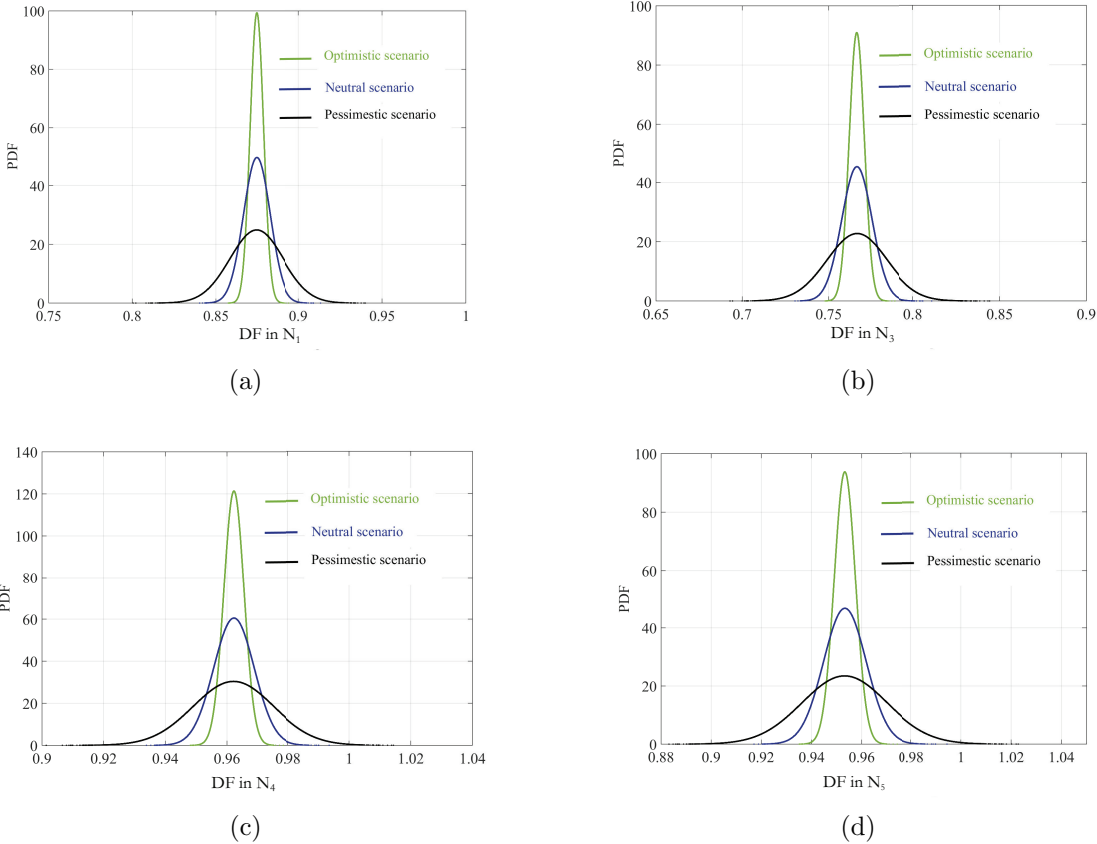 100
80
60
40
20
0
PDF
Optimistic scenario
Neutral scenario
Pessimestic scenario
0.75 0.8 0.85 0.9 0.95 1
DF in N₁
(a)
100
80
60
40
20
0
PDF
Optimistic scenario
Neutral scenario
Pessimestic scenario
0.65 0.7 0.75 0.8 0.85 0.9
DF in N₃
(b)
140
120
100
80
60
40
20
0
PDF
Optimistic scenario
Neutral scenario
Pessimestic scenario
0.9 0.92 0.94 0.96 0.98 1 1.02 1.04
DF in N₄
(c)
100
80
60
40
20
0
PDF
Optimistic scenario
Neutral scenario
Pessimestic scenario
0.88 0.9 0.92 0.94 0.96 0.98 1 1.02 1.04
DF in N₅
(d)